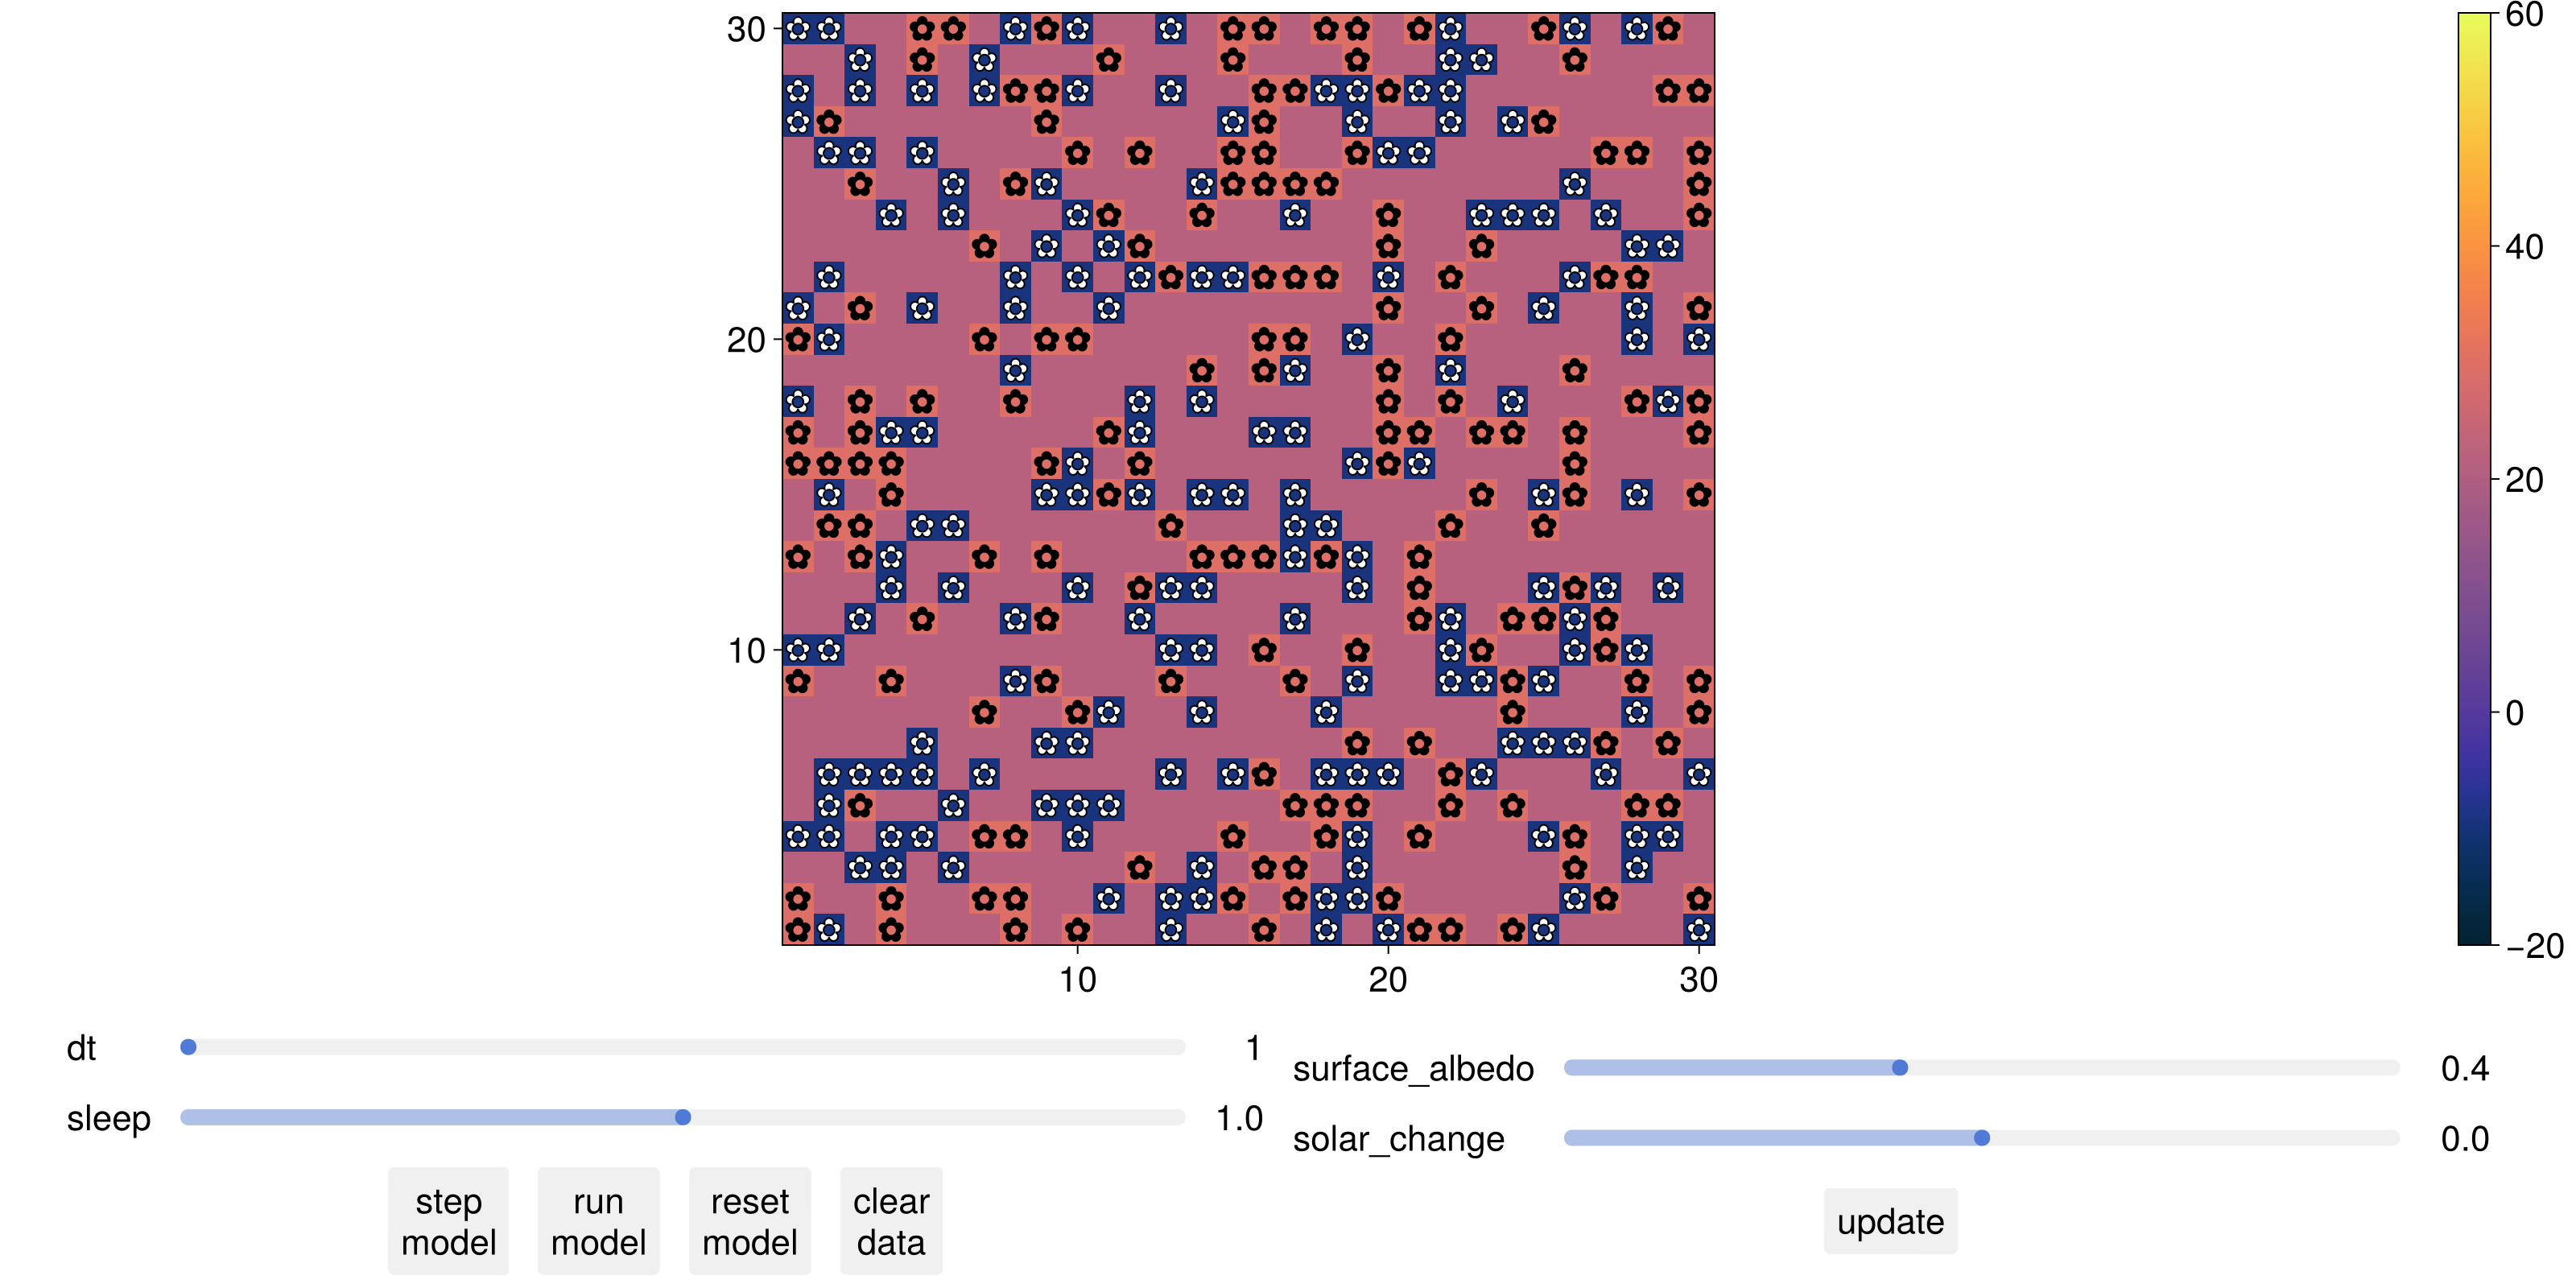 30
20
10
10 20 30
60
40
20
0
−20
dt 1
sleep 1.0
surface_albedo 0.4
solar_change 0.0
step
model
run
model
reset
model
clear
data
update